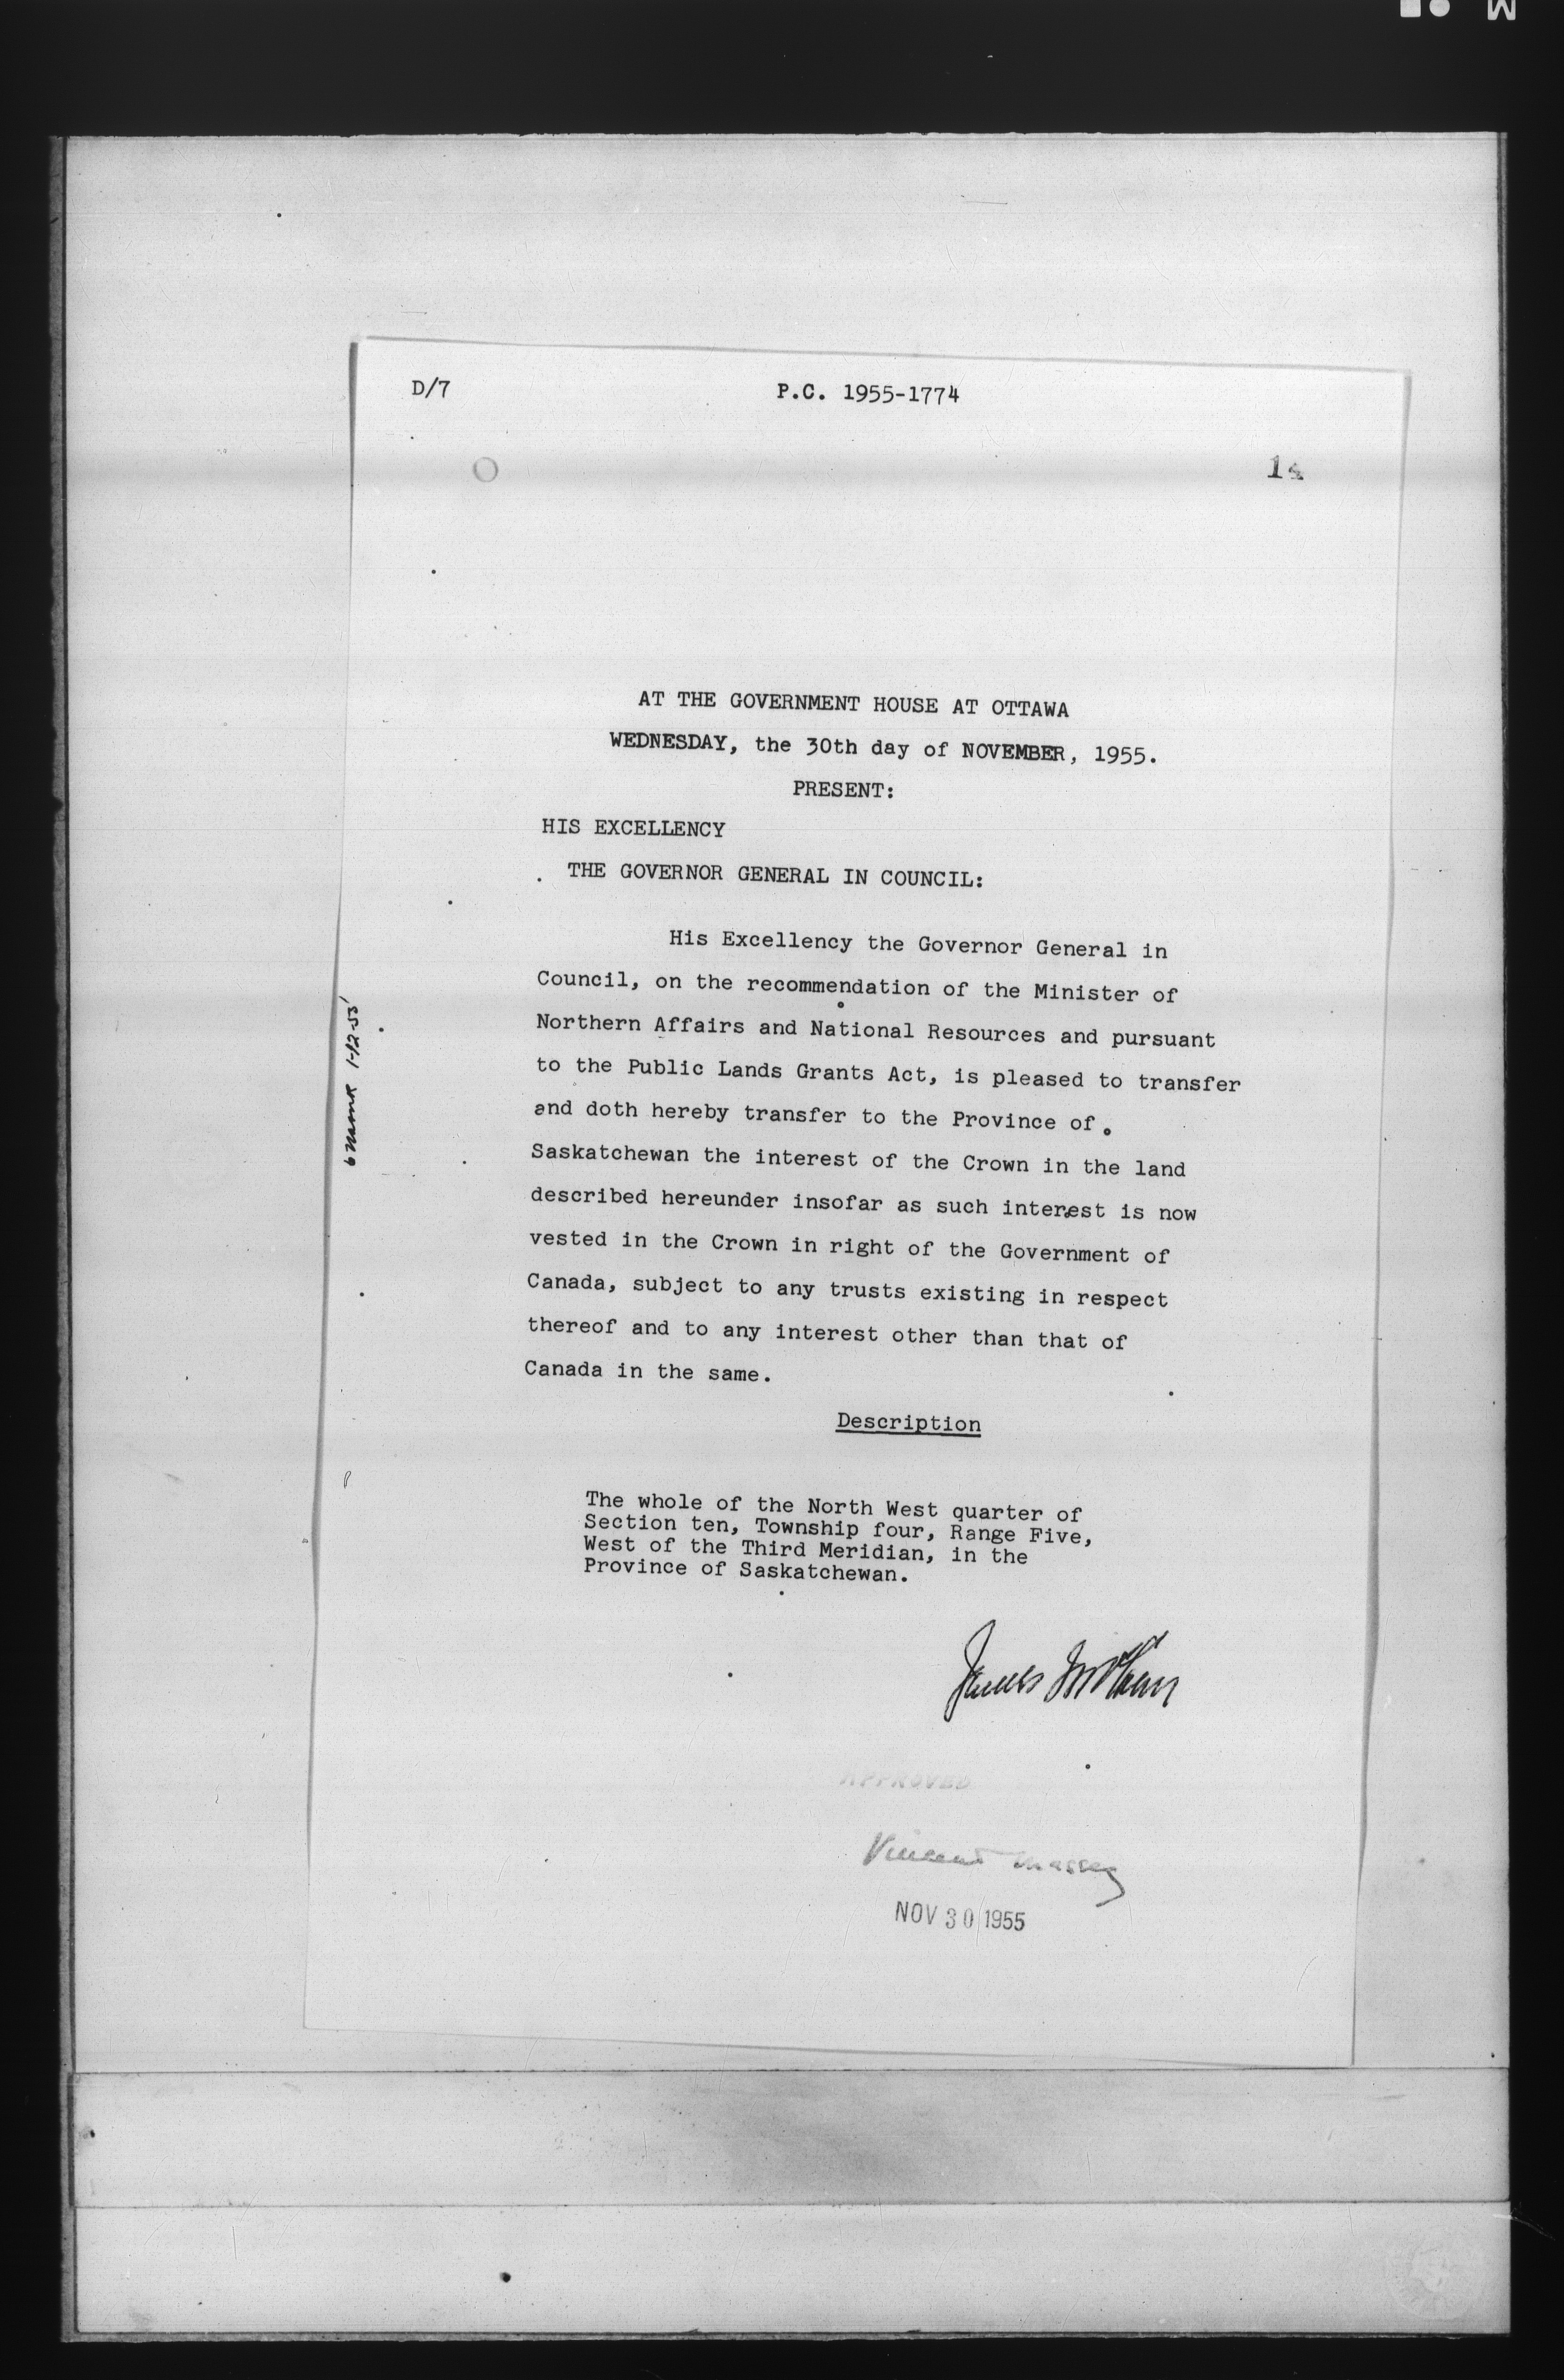 D/7 P.C. 1955-1774
14
AT THE GOVERNMENT HOUSE AT OTTAWA
WEDNESDAY, the 30th day of NOVEMBER, 1955.
PRESENT:
HIS EXCELLENCY
THE GOVERNOR GENERAL IN COUNCIL:
His Excellency the Governor General in
Council, on the recommendation of the Minister of
Northern Affairs and National Resources and pursuant
to the Public Lands Grants Act, is pleased to transfer
and doth hereby transfer to the Province of
Saskatchewan the interest of the Crown in the land
described hereunder insofar as such interest is now
vested in the Crown in right of the Government of
Canada, subject to any trusts existing in respect
thereof and to any interest other than that of
Canada in the same.
Description
The whole of the North West quarter of
Section ten, Township four, Range Five,
West of the Third Meridian, in the
Province of Saskatchewan.
James
APPROVED
Vincent Massey
NOV 30 1955
1-12-55